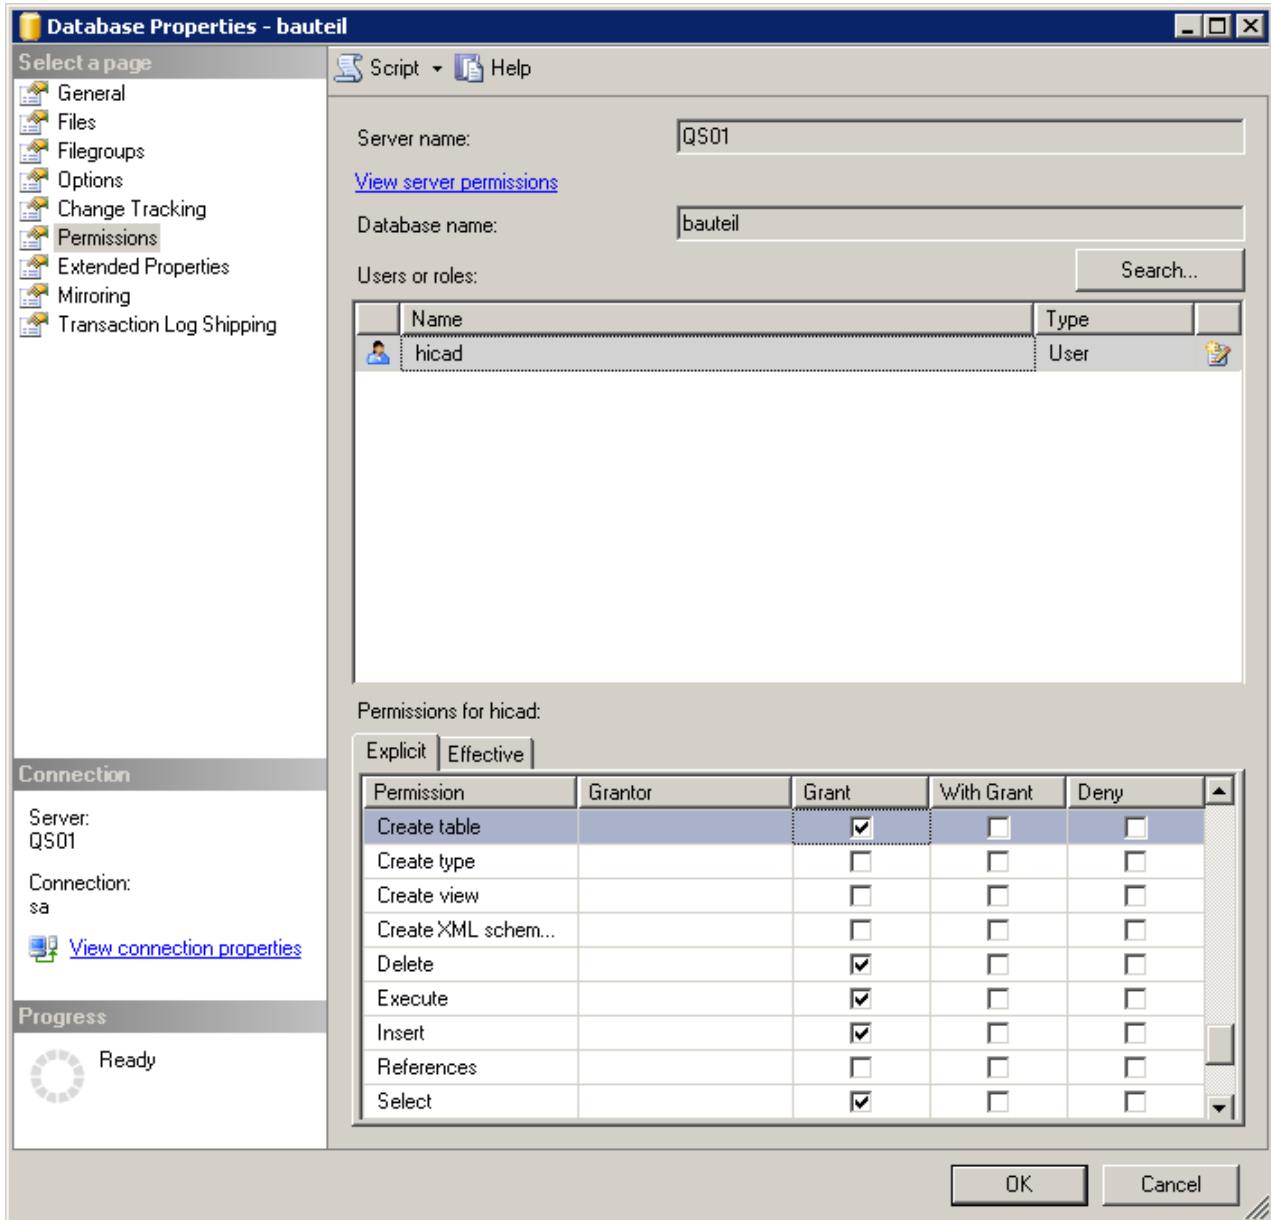 Database Properties - bauteil
Select a page
General
Files
Filegroups
Options
Change Tracking
Permissions
Extended Properties
Mirroring
Transaction Log Shipping
Connection
Server:
QS01
Connection:
sa
View connection properties
Progress
Ready
Script Help
Server name: QS01
View server permissions
Database name: bauteil
Users or roles: Search...
Name Type
hicad User
Permissions for hicad:
Explicit Effective
Permission Grantor Grant With Grant Deny
Create table
Create type
Create view
Create XML schem...
Delete
Execute
Insert
References
Select
OK Cancel